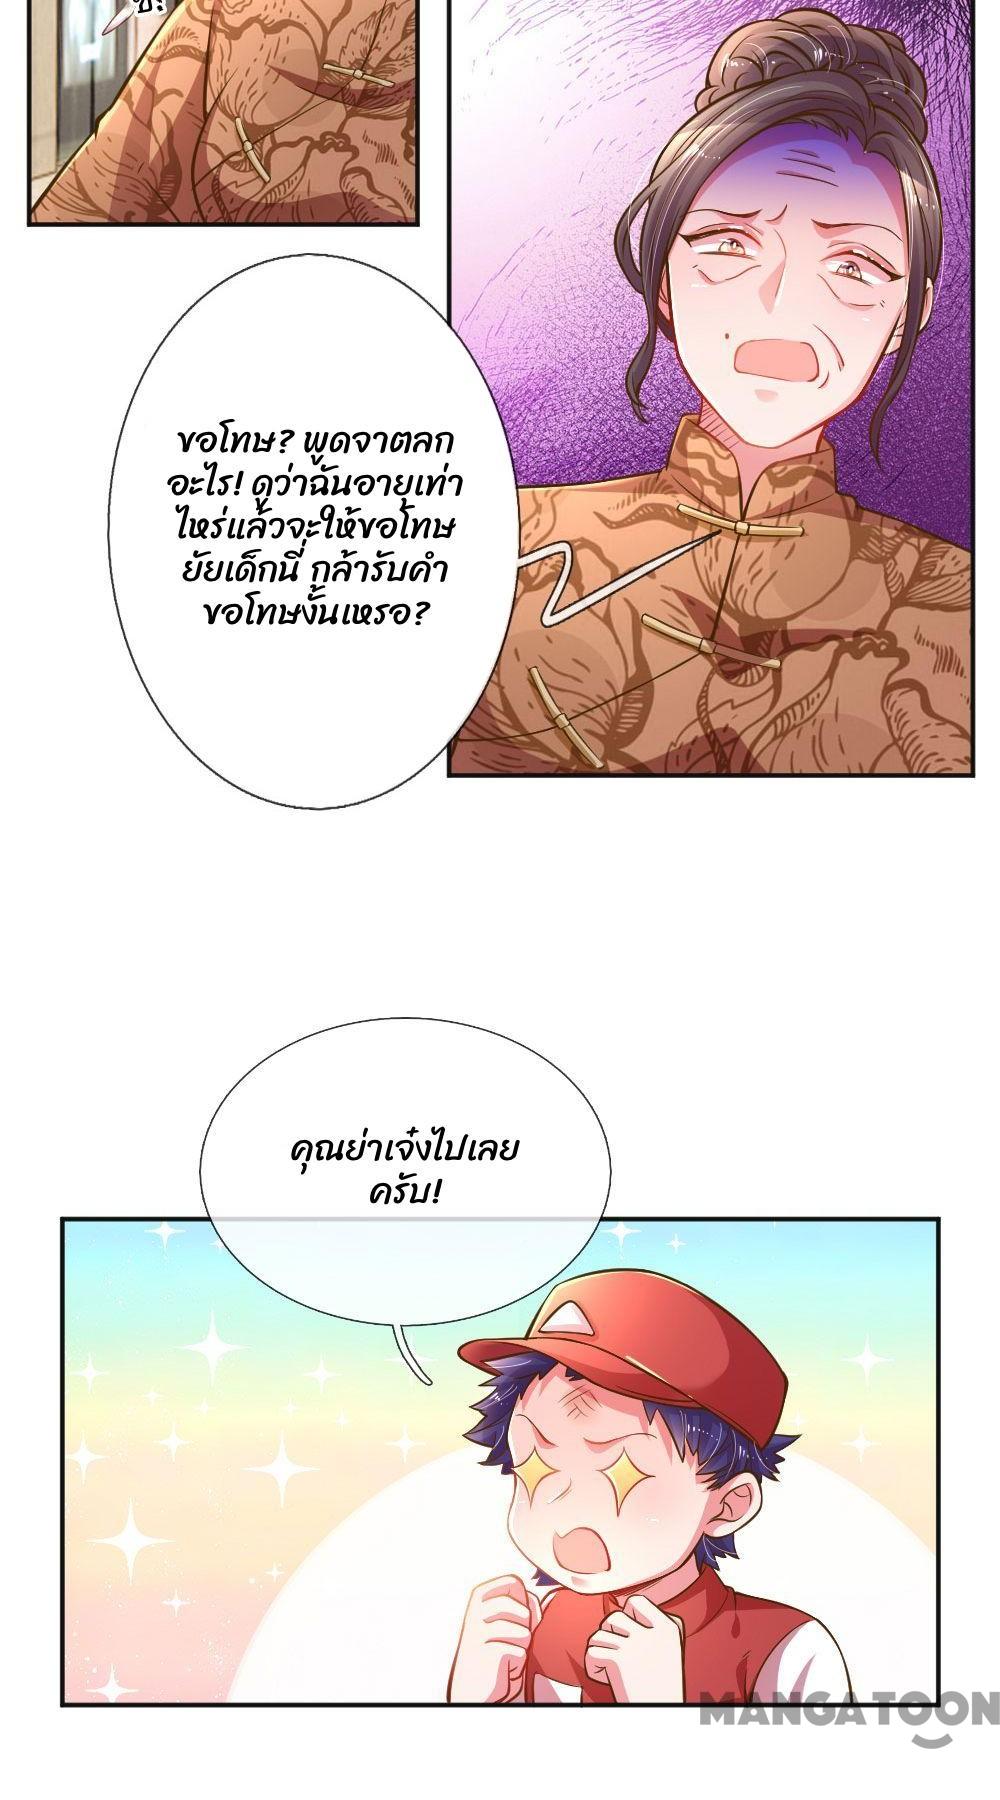 ขอโทษ? พูดจาตลก
อะไร! ดูว่าฉันอายุเท่า
ไหร่แล้วจะให้ขอโทษ
ยัยเด็กนี่ กล้ารับคำ
ขอโทษงั้นเหรอ?
คุณย่าเจ๋งไปเลย
ครับ!
MANGATOON